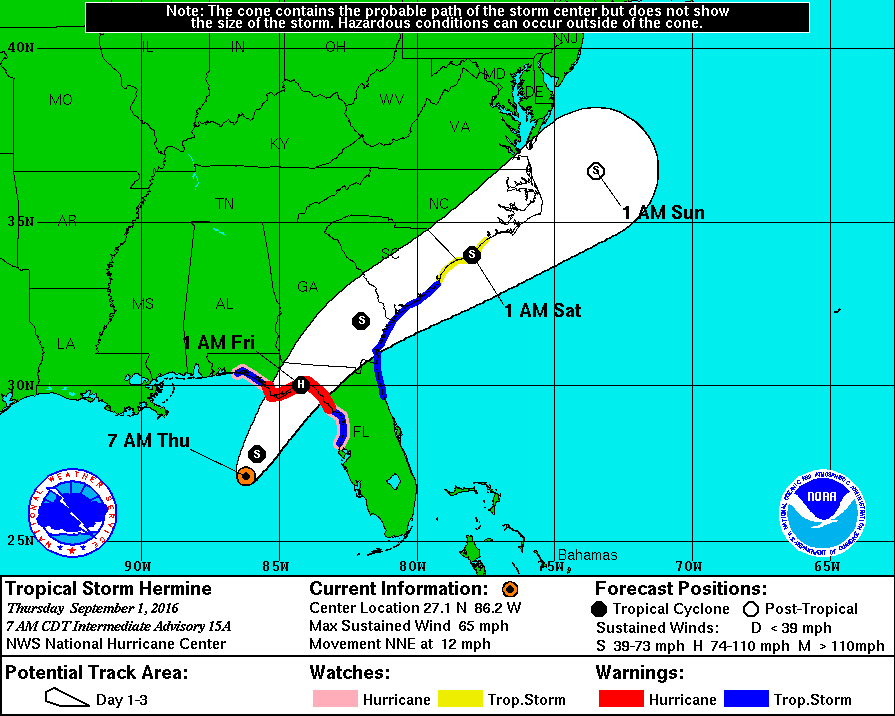 Note: The cone contains the probable path of the storm center but does not show
the size of the storm. Hazardous conditions can occur outside of the cone.
40N
IL
IN
OH
NJ
MD
DE
MO
WV
VA
KY
TN
NC
1 AM Sun
35N
AR
SC
MS
AL
GA
1 AM Sat
LA
1 AM Fri
30N
FL
7 AM Thu
NATIONAL WEATHER SERVICE
NOAA
25N
Bahamas
90W
85W
80W
75W
70W
65W
S
S
H
S
S
Tropical Storm Hermine
Thursday September 1, 2016
7 AM CDT Intermediate Advisory 15A
NWS National Hurricane Center
Current Information:
Center Location 27.1 N 86.2 W
Max Sustained Wind 65 mph
Movement NNE at 12 mph
Forecast Positions:
Tropical Cyclone Post-Tropical
Sustained Winds: D < 39 mph
S 39-73 mph H 74-110 mph M > 110mph
Potential Track Area:
Day 1-3
Watches:
Hurricane Trop.Storm
Warnings:
Hurricane Trop.Storm